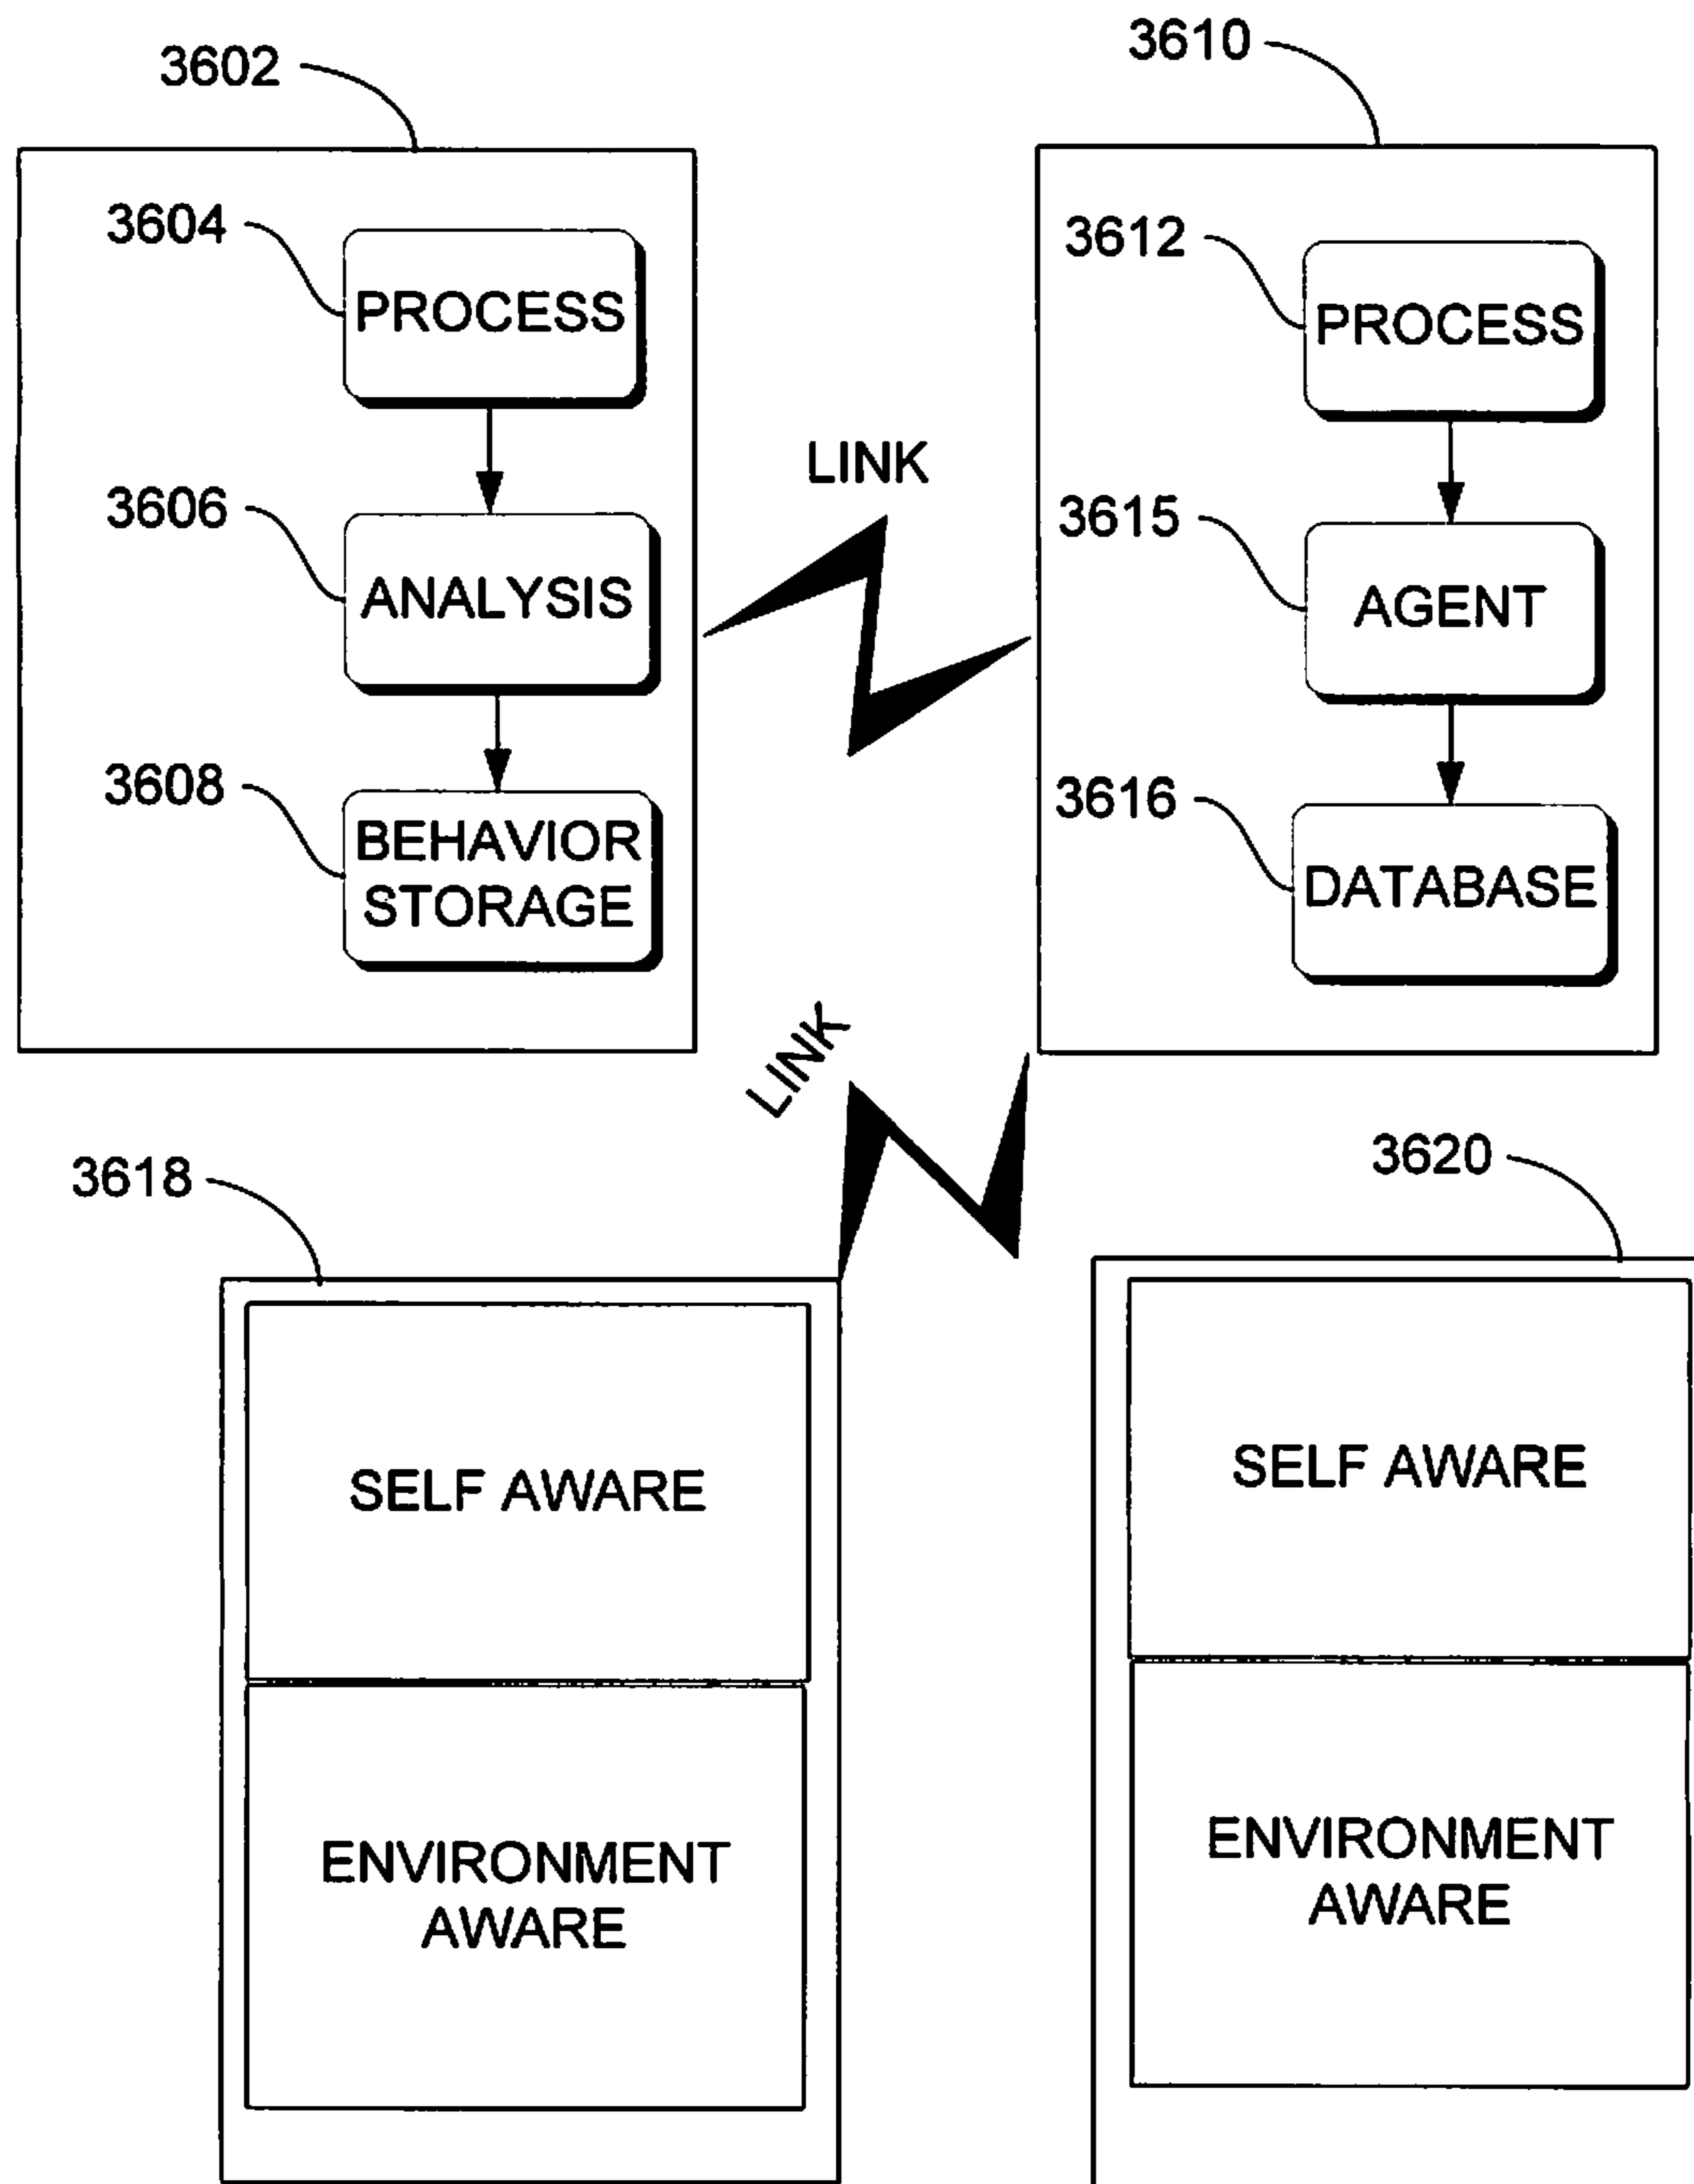 3602
3610
3604
PROCESS
3612
PROCESS
LINK
3606
ANALYSIS
3615
AGENT
3608
BEHAVIOR
STORAGE
3616
DATABASE
LINK
3618
3620
SELF AWARE
SELF AWARE
ENVIRONMENT
AWARE
ENVIRONMENT
AWARE